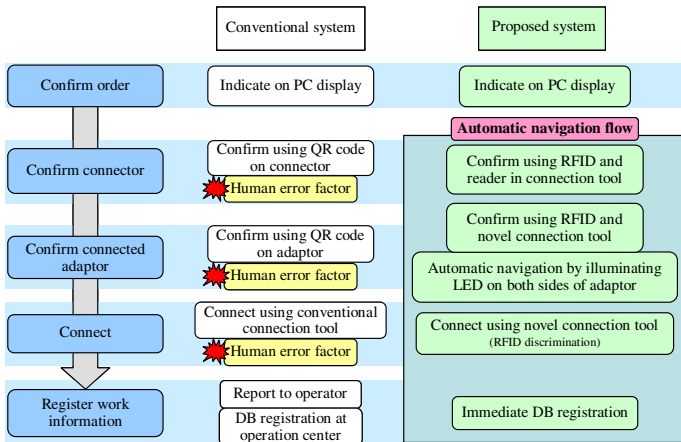 Conventional system
Proposed system
Confirm order
Indicate on PC display
Indicate on PC display
Automatic navigation flow
Confirm connector
Confirm using QR code
on connector
Human error factor
Confirm using RFID and
reader in connection tool
Confirm connected
adaptor
Confirm using QR code
on adaptor
Human error factor
Confirm using RFID and
novel connection tool
Automatic navigation by illuminating
LED on both sides of adaptor
Connect
Connect using conventional
connection tool
Human error factor
Connect using novel connection tool
(RFID discrimination)
Register work
information
Report to operator
DB registration at
operation center
Immediate DB registration